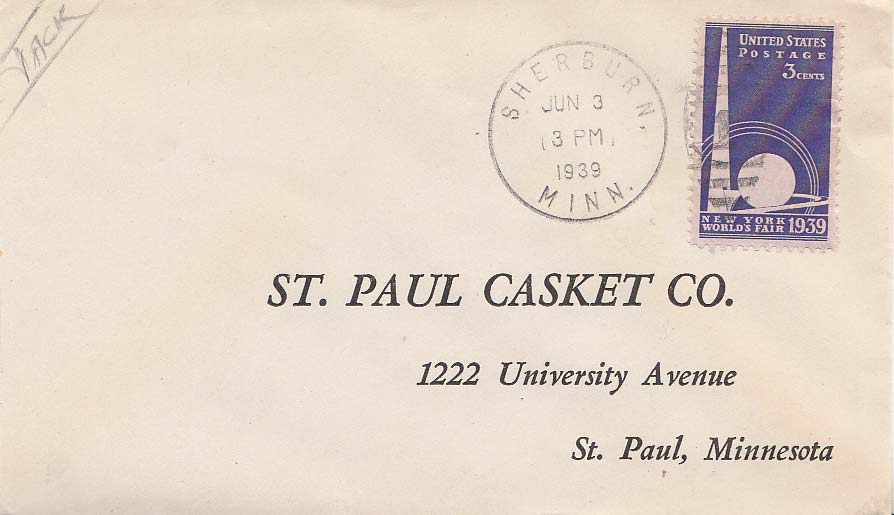 JACK
SHERBURN.
JUN 3
3 PM
1939
MINN.
UNITED STATES
POSTAGE
3 CENTS
NEW YORK
WORLD'S FAIR 1939
ST. PAUL CASKET CO.
1222 University Avenue
St. Paul, Minnesota